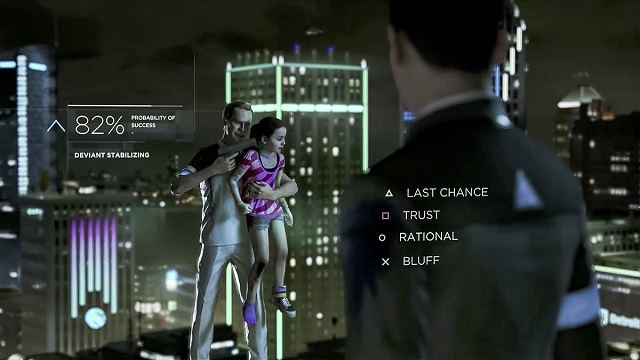 82%
PROBABILITY OF
SUCCESS
DEVIANT STABILIZING
LAST CHANCE
TRUST
RATIONAL
BLUFF